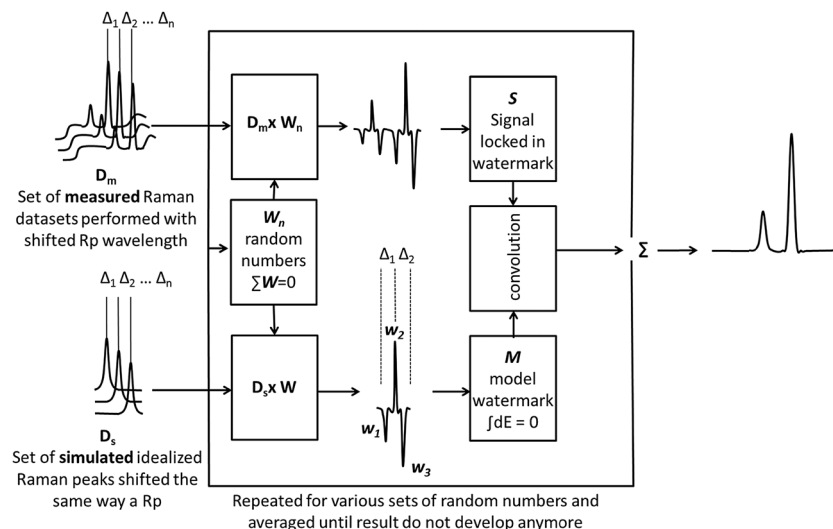 Δ1 Δ2 ... Δn
Dm
Set of measured Raman
datasets performed with
shifted Rp wavelength
Δ1 Δ2 ... Δn
Ds
Set of simulated idealized
Raman peaks shifted the
same way a Rp
Dmx Wn
Wn
random
numbers
∑W=0
Dsx W
Δ1 Δ2
w2
w1
w3
S
Signal
locked in
watermark
convolution
M
model
watermark
∫dE = 0
Σ
Repeated for various sets of random numbers and
averaged until result do not develop anymore